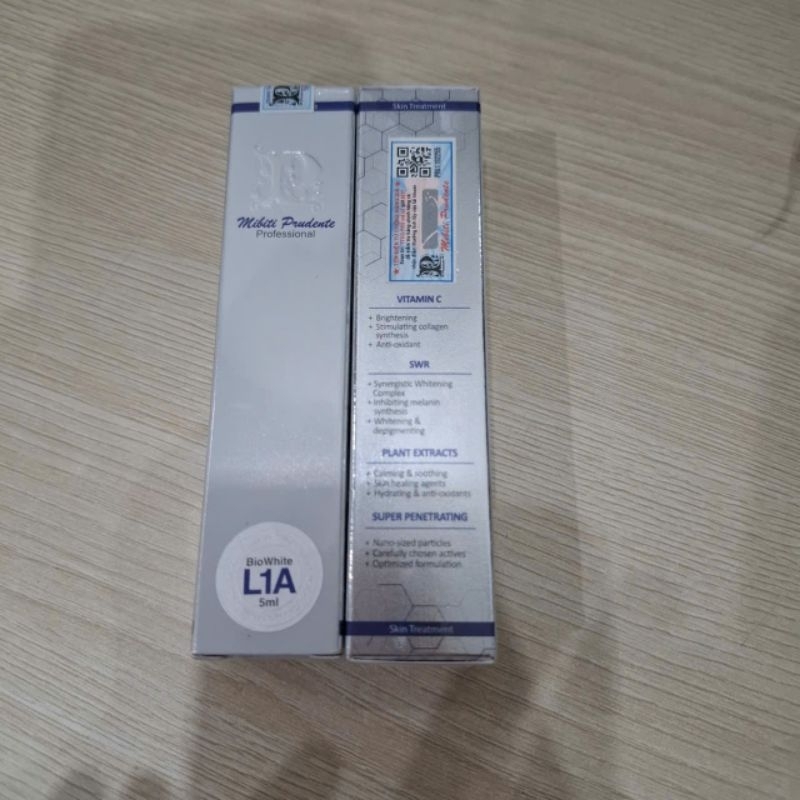 Mibiti Prudente
Professional
BioWhite
L1A
5ml
Skin Treatment
Mibiti Prudente
VITAMIN C
+ Brightening
+ Stimulating collagen
synthesis
+ Anti-oxidant
SWR
+ Synergistic Whitening
Complex
+ Inhibiting melanin
synthesis
+ Whitening &
depigmenting
PLANT EXTRACTS
+ Calming & soothing
+ Skin healing agents
+ Hydrating & anti-oxidants
SUPER PENETRATING
+ Nano-sized particles
+ Carefully chosen actives
+ Optimized formulation
Skin Treatment